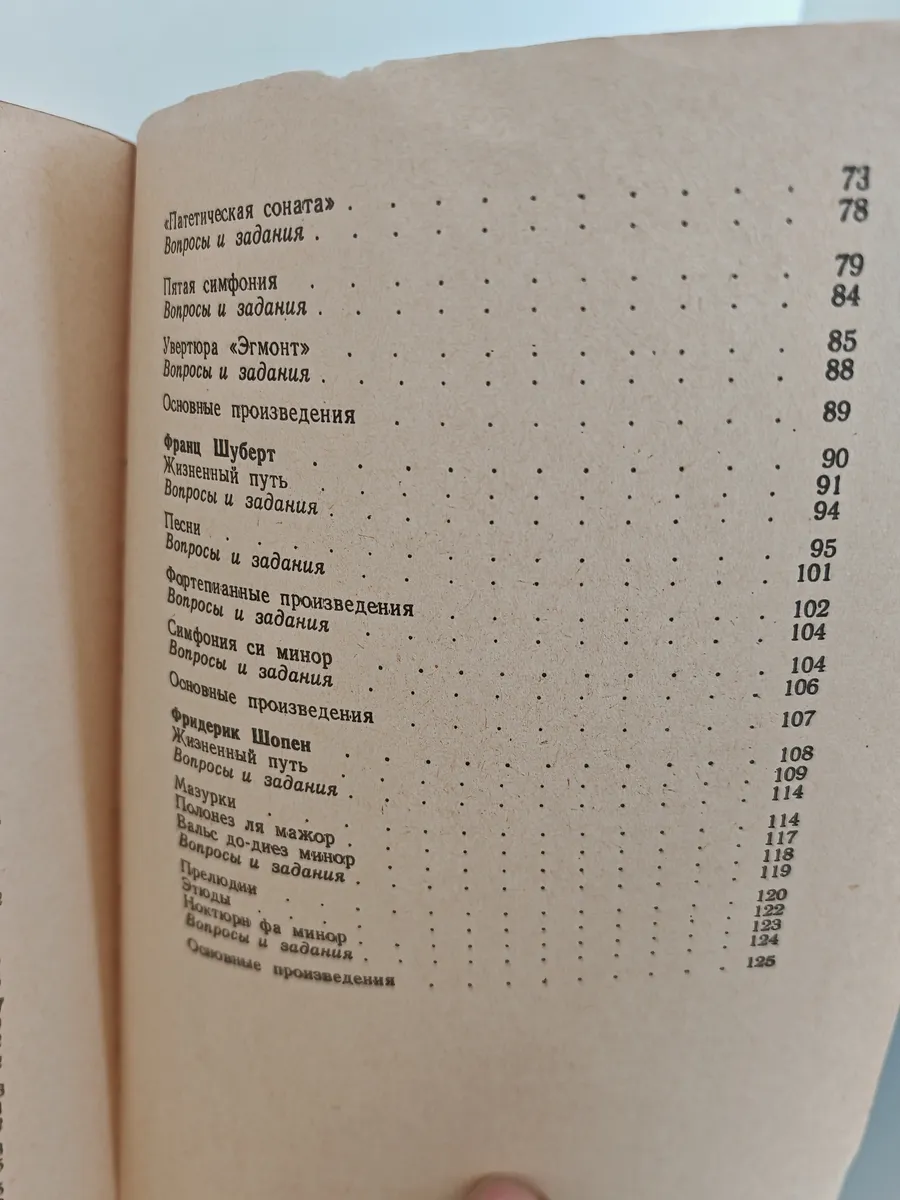 «Патетическая соната» . . . . . . . . . 73
Вопросы и задания . . . . . . . . . 78
Пятая симфония . . . . . . . . . 79
Вопросы и задания . . . . . . . . . 84
Увертюра «Эгмонт» . . . . . . . . . 85
Вопросы и задания . . . . . . . . . 88
Основные произведения . . . . . . . . . 89
Франц Шуберт . . . . . . . . . 90
Жизненный путь . . . . . . . . . 91
Вопросы и задания . . . . . . . . . 94
Песни . . . . . . . . . 95
Вопросы и задания . . . . . . . . . 101
Фортепианные произведения . . . . . . . . . 102
Вопросы и задания . . . . . . . . . 104
Симфония си минор . . . . . . . . . 104
Вопросы и задания . . . . . . . . . 106
Основные произведения . . . . . . . . . 107
Фридерик Шопен . . . . . . . . . 108
Жизненный путь . . . . . . . . . 109
Вопросы и задания . . . . . . . . . 114
Мазурки . . . . . . . . . 114
Полонез ля мажор . . . . . . . . . 117
Вальс до-диез минор . . . . . . . . . 118
Вопросы и задания . . . . . . . . . 119
Прелюдии . . . . . . . . . 120
Этюды . . . . . . . . . 122
Ноктюрн фа минор . . . . . . . . . 123
Вопросы и задания . . . . . . . . . 124
Основные произведения . . . . . . . . . 125